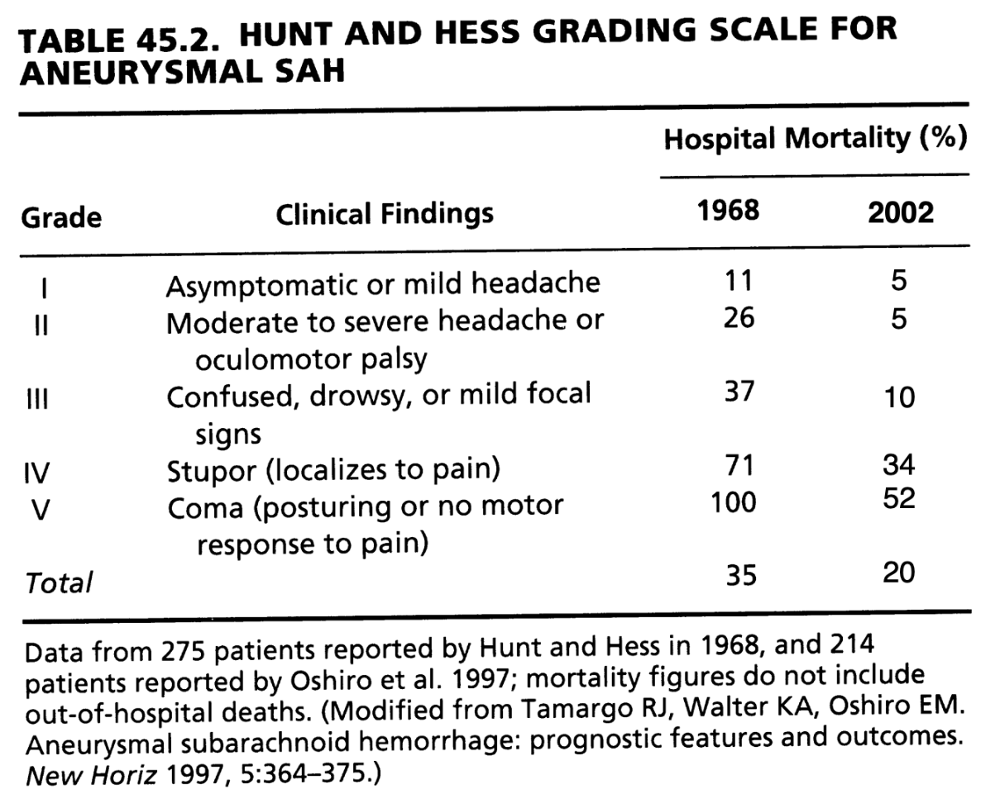 TABLE 45.2. HUNT AND HESS GRADING SCALE FOR
ANEURYSMAL SAH
Hospital Mortality (%)
Grade Clinical Findings 1968 2002
I Asymptomatic or mild headache 11 5
II Moderate to severe headache or 26 5
oculomotor palsy
III Confused, drowsy, or mild focal 37 10
signs
IV Stupor (localizes to pain) 71 34
V Coma (posturing or no motor 100 52
response to pain)
Total 35 20
Data from 275 patients reported by Hunt and Hess in 1968, and 214
patients reported by Oshiro et al. 1997; mortality figures do not include
out-of-hospital deaths. (Modified from Tamargo RJ, Walter KA, Oshiro EM.
Aneurysmal subarachnoid hemorrhage: prognostic features and outcomes.
New Horiz 1997, 5:364–375.)